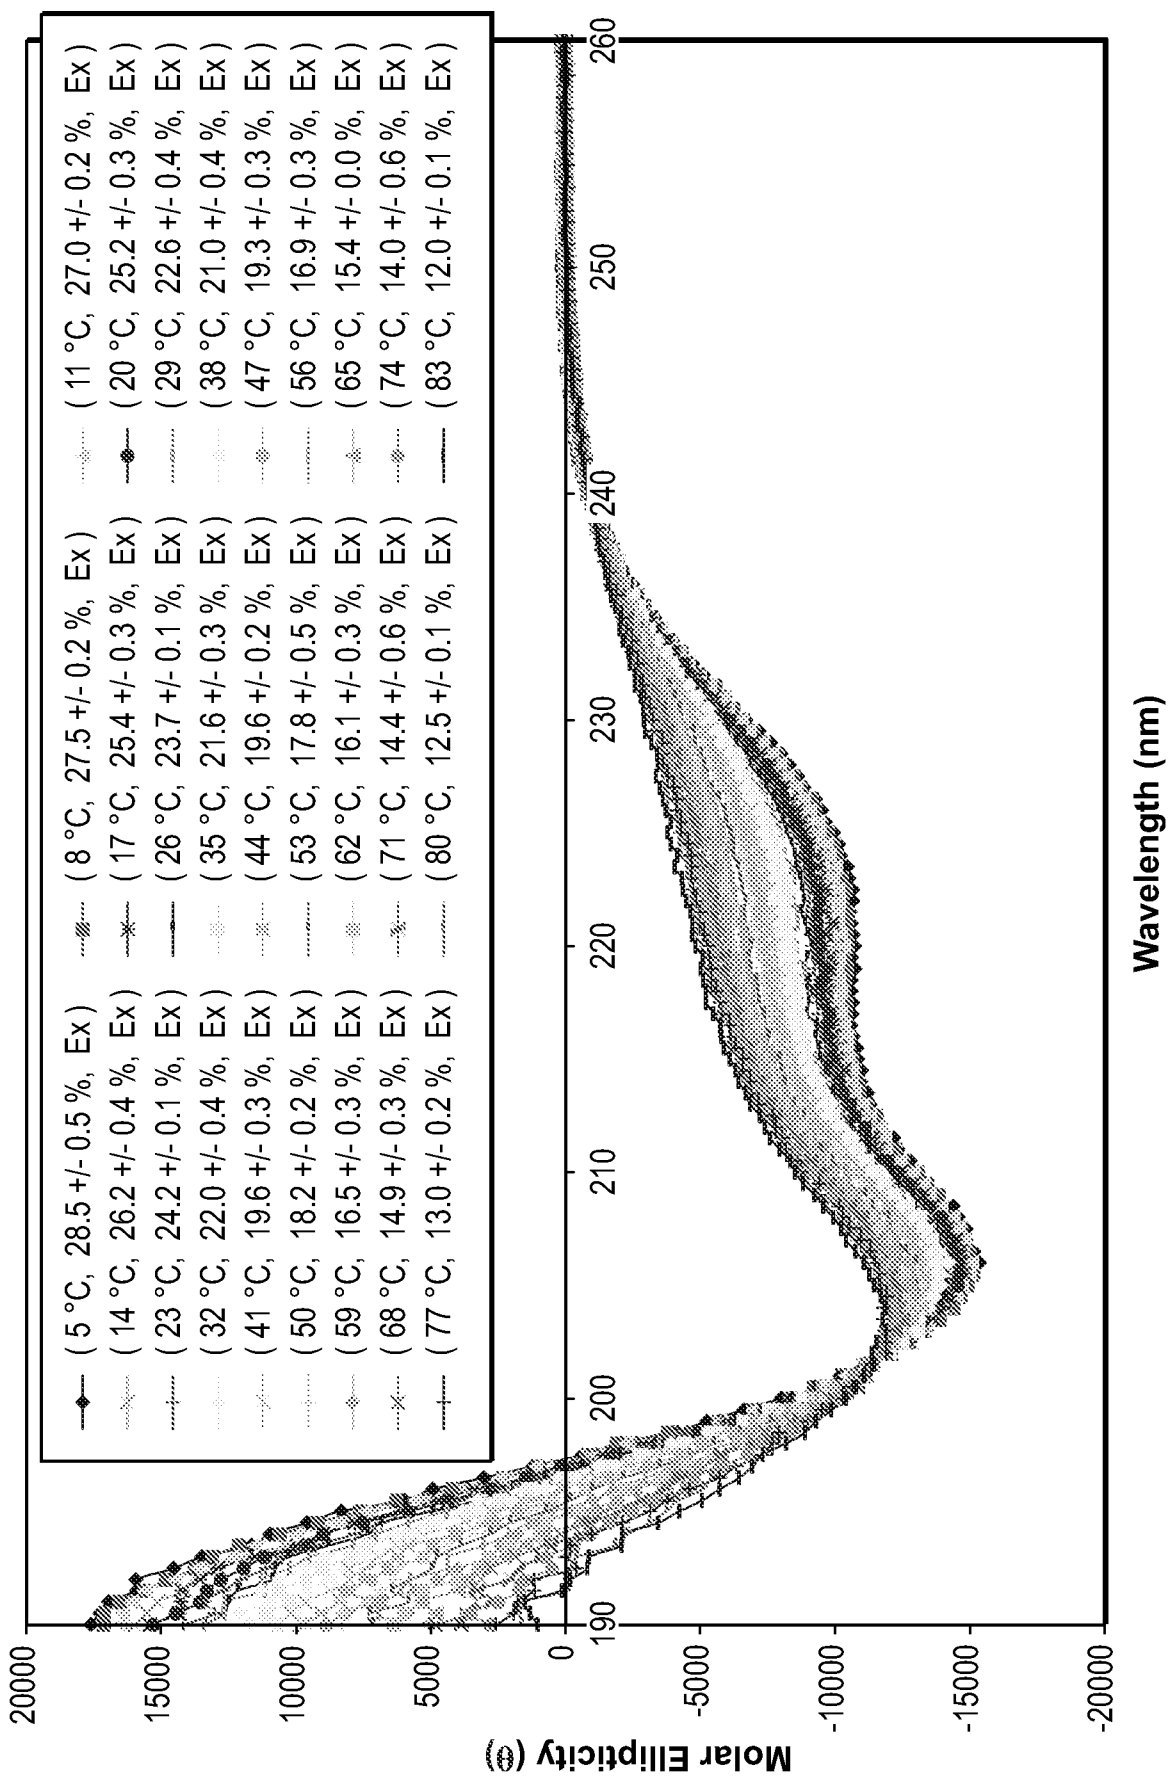 ( 5 °C, 28.5 +/- 0.5 %, Ex )
( 8 °C, 27.5 +/- 0.2 %, Ex )
( 11 °C, 27.0 +/- 0.2 %, Ex )
( 14 °C, 26.2 +/- 0.4 %, Ex )
( 17 °C, 25.4 +/- 0.3 %, Ex )
( 20 °C, 25.2 +/- 0.3 %, Ex )
( 23 °C, 24.2 +/- 0.1 %, Ex )
( 26 °C, 23.7 +/- 0.1 %, Ex )
( 29 °C, 22.6 +/- 0.4 %, Ex )
( 32 °C, 22.0 +/- 0.4 %, Ex )
( 35 °C, 21.6 +/- 0.3 %, Ex )
( 38 °C, 21.0 +/- 0.4 %, Ex )
( 41 °C, 19.6 +/- 0.3 %, Ex )
( 44 °C, 19.6 +/- 0.2 %, Ex )
( 47 °C, 19.3 +/- 0.3 %, Ex )
( 50 °C, 18.2 +/- 0.2 %, Ex )
( 53 °C, 17.8 +/- 0.5 %, Ex )
( 56 °C, 16.9 +/- 0.3 %, Ex )
( 59 °C, 16.5 +/- 0.3 %, Ex )
( 62 °C, 16.1 +/- 0.3 %, Ex )
( 65 °C, 15.4 +/- 0.0 %, Ex )
( 68 °C, 14.9 +/- 0.3 %, Ex )
( 71 °C, 14.4 +/- 0.6 %, Ex )
( 74 °C, 14.0 +/- 0.6 %, Ex )
( 77 °C, 13.0 +/- 0.2 %, Ex )
( 80 °C, 12.5 +/- 0.1 %, Ex )
( 83 °C, 12.0 +/- 0.1 %, Ex )
20000
15000
10000
5000
0
-5000
-10000
-15000
-20000
Molar Ellipticity (θ)
190
200
210
220
230
240
250
260
Wavelength (nm)